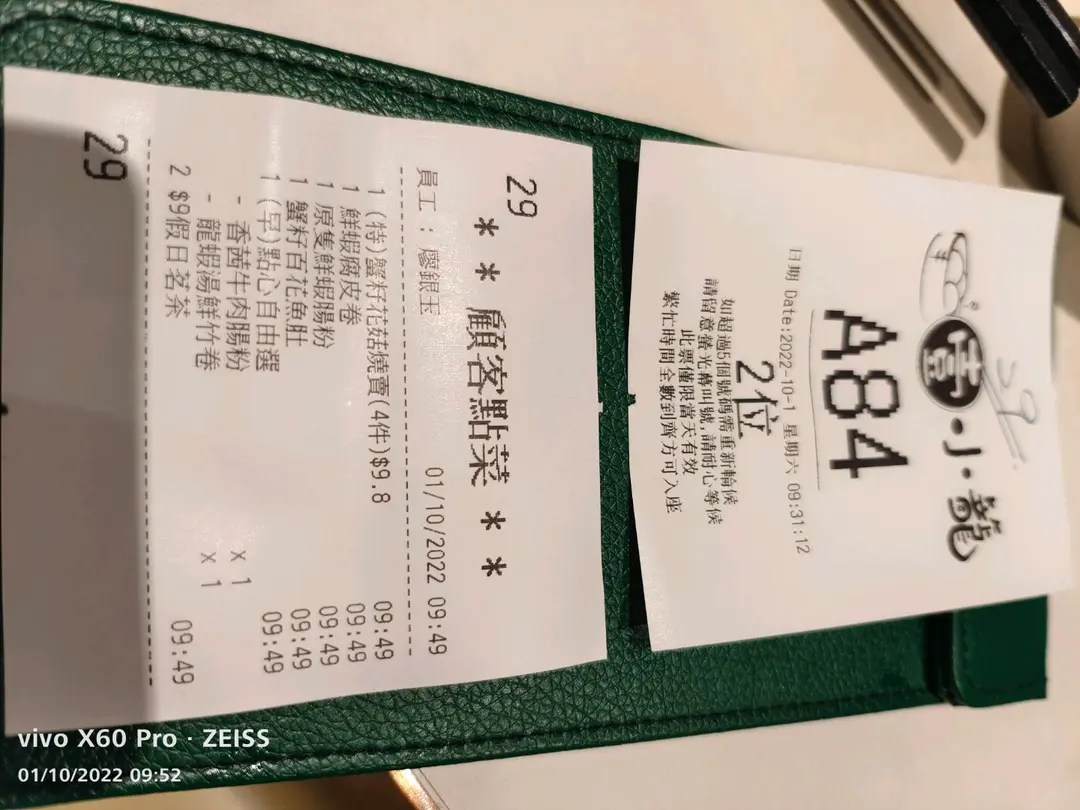 壹·小·龍
A84
日期 Date:2022-10-1 星期六 09:31:12
2位
如超過5個號碼需重新輪候
請留意螢光幕叫號,請耐心等候
此票僅限當天有效
繁忙時間全數到齊方可入座
29
* * 顧客點菜 * *
員工 : 廖銀玉 01/10/2022 09:49
1 (特)蟹籽花菇燒賣(4件)$9.8 09:49
1 鮮蝦腐皮卷 09:49
1 原隻鮮蝦腸粉 09:49
1 蟹籽百花魚肚 09:49
1 (早)點心自由選 09:49
- 香茜牛肉腸粉 x 1
- 龍蝦湯鮮竹卷 x 1
2 $9假日茗茶 09:49
29
vivo X60 Pro · ZEISS
01/10/2022 09:52